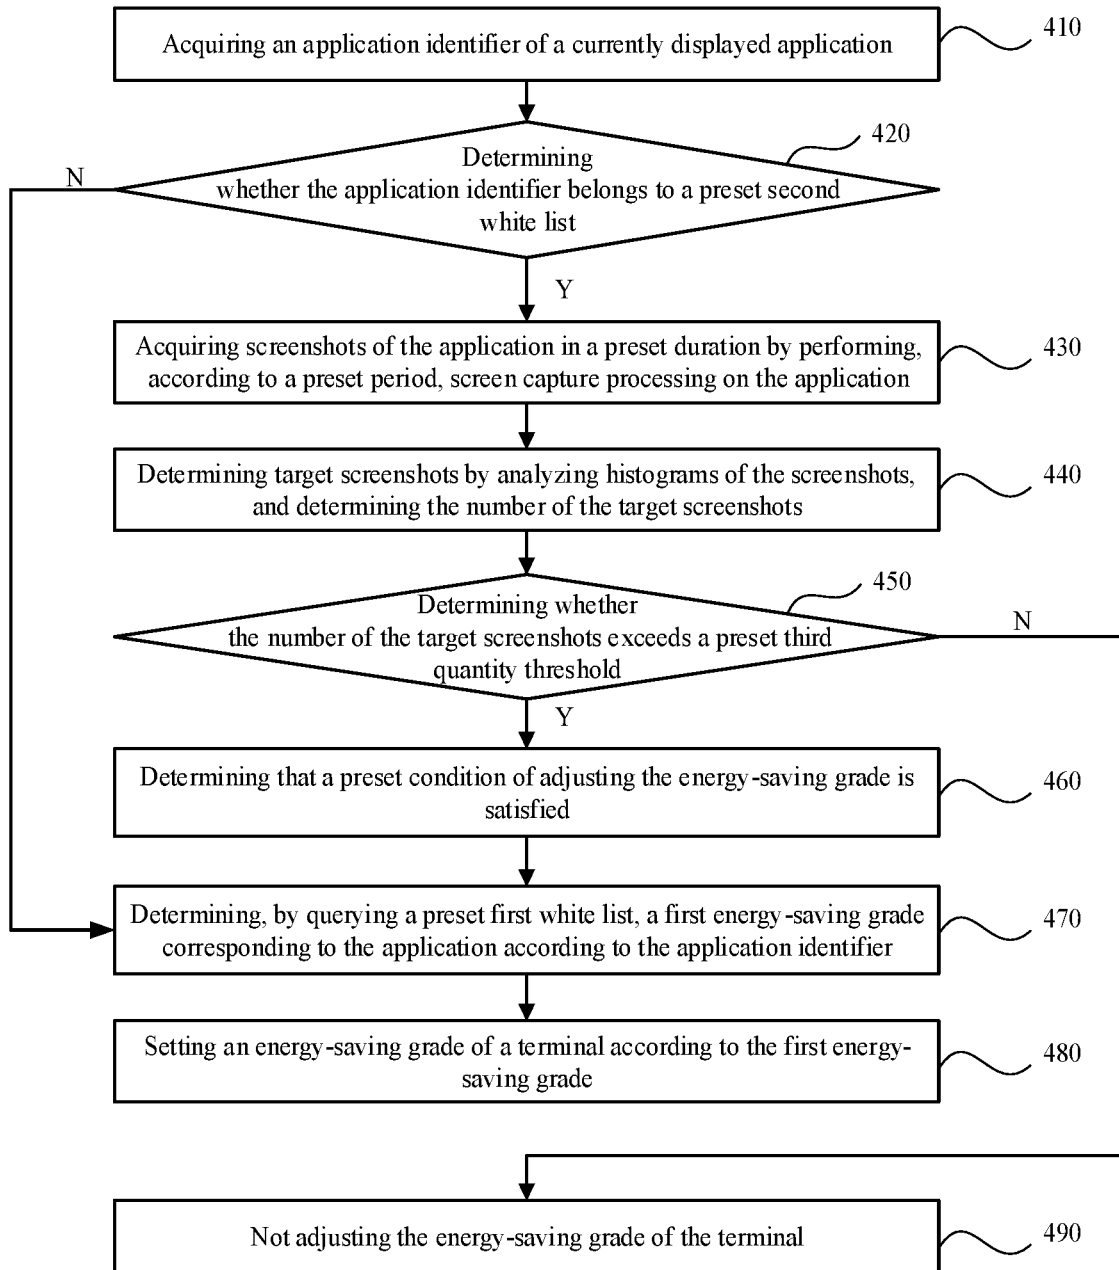 Acquiring an application identifier of a currently displayed application
410
420
Determining
whether the application identifier belongs to a preset second
white list
N
Y
Acquiring screenshots of the application in a preset duration by performing,
according to a preset period, screen capture processing on the application
430
Determining target screenshots by analyzing histograms of the screenshots,
and determining the number of the target screenshots
440
450
Determining whether
the number of the target screenshots exceeds a preset third
quantity threshold
N
Y
Determining that a preset condition of adjusting the energy-saving grade is
satisfied
460
Determining, by querying a preset first white list, a first energy-saving grade
corresponding to the application according to the application identifier
470
Setting an energy-saving grade of a terminal according to the first energy-
saving grade
480
Not adjusting the energy-saving grade of the terminal
490